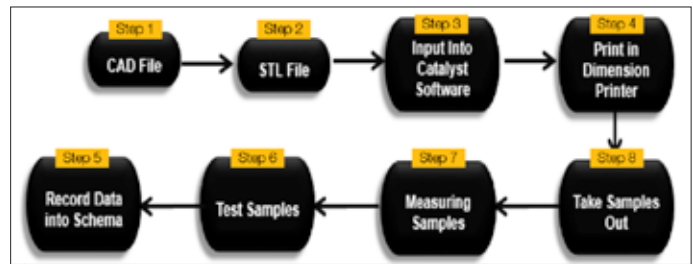 Step 1
CAD File
Step 2
STL File
Step 3
Input Into
Catalyst
Software
Step 4
Print in
Dimension
Printer
Step 5
Record Data
into Schema
Step 6
Test Samples
Step 7
Measuring
Samples
Step 8
Take Samples
Out